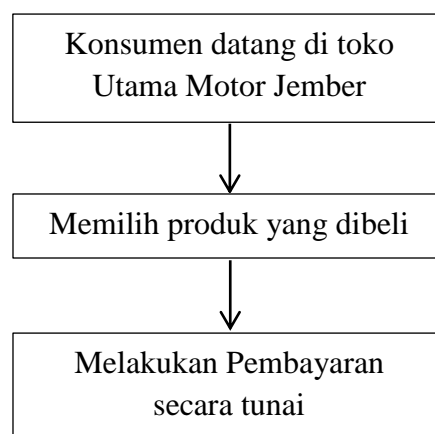 Konsumen datang di toko
Utama Motor Jember
Memilih produk yang dibeli
Melakukan Pembayaran
secara tunai